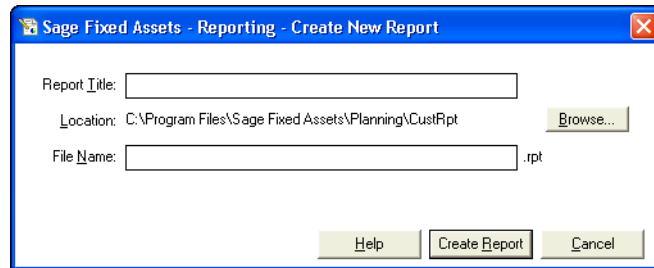 Sage Fixed Assets - Reporting - Create New Report
Report Title:
Location: C:\Program Files\Sage Fixed Assets\Planning\CustRpt Browse...
File Name: .rpt
Help Create Report Cancel